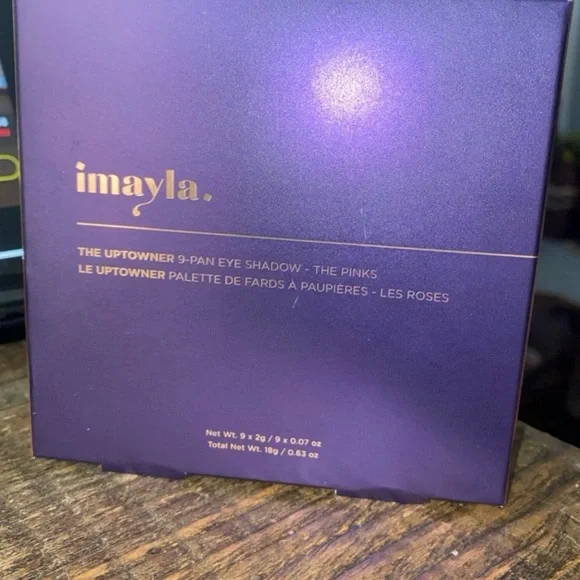 imayla.
THE UPTOWNER 9-PAN EYE SHADOW - THE PINKS
LE UPTOWNER PALETTE DE FARDS À PAUPIÈRES - LES ROSES
Net Wt. 9 x 2g / 9 x 0.07 oz
Total Net Wt. 18g / 0.63 oz